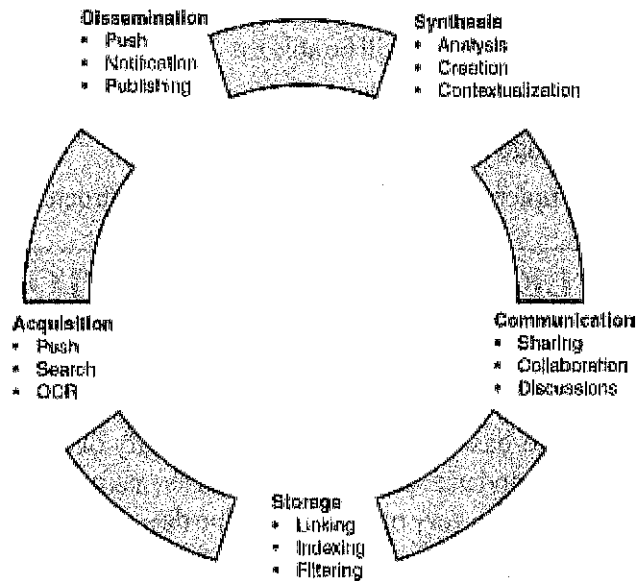 Dissemination
• Push
• Notification
• Publishing
Synthesis
• Analysis
• Creation
• Contextualization
Acquisition
• Push
• Search
• OCR
Communication
• Sharing
• Collaboration
• Discussions
Storage
• Linking
• Indexing
• Filtering